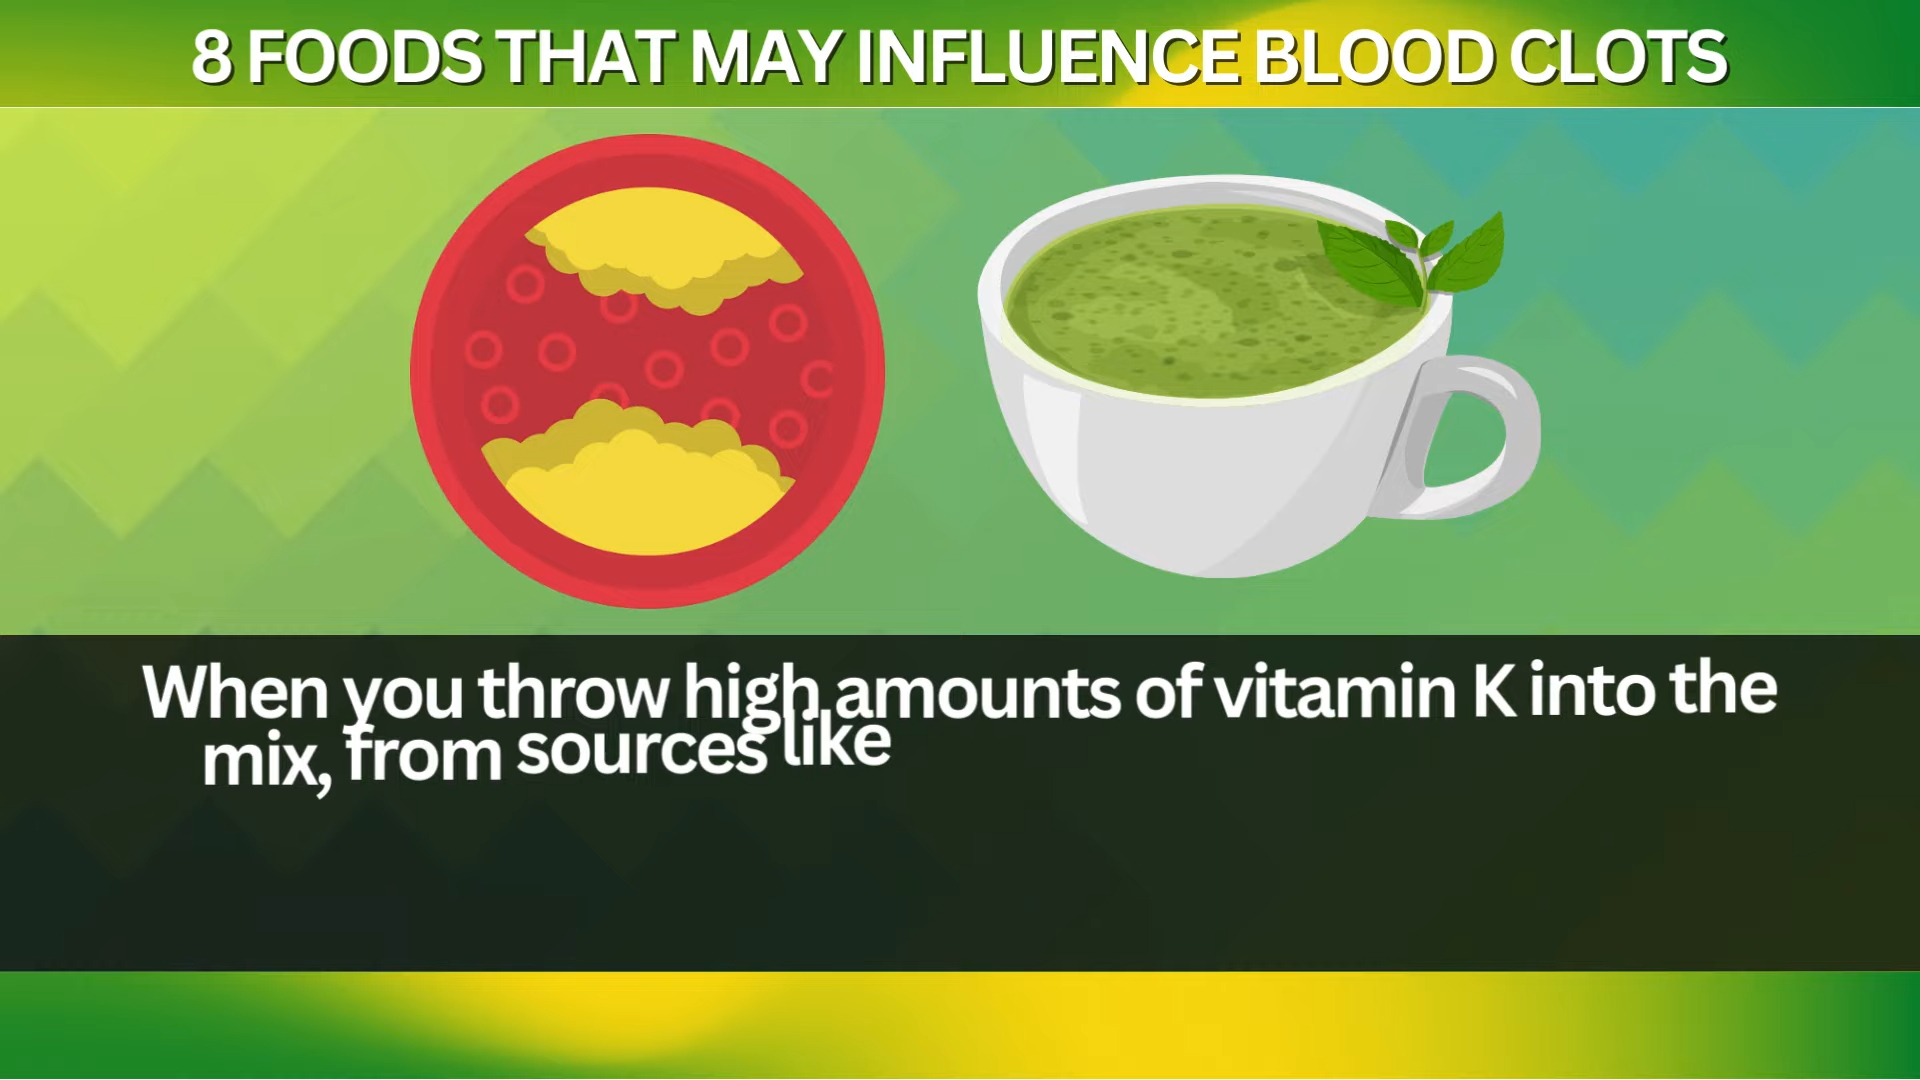 8 FOODS THAT MAY INFLUENCE BLOOD CLOTS
When you throw high amounts of vitamin K into the
mix, from sources like